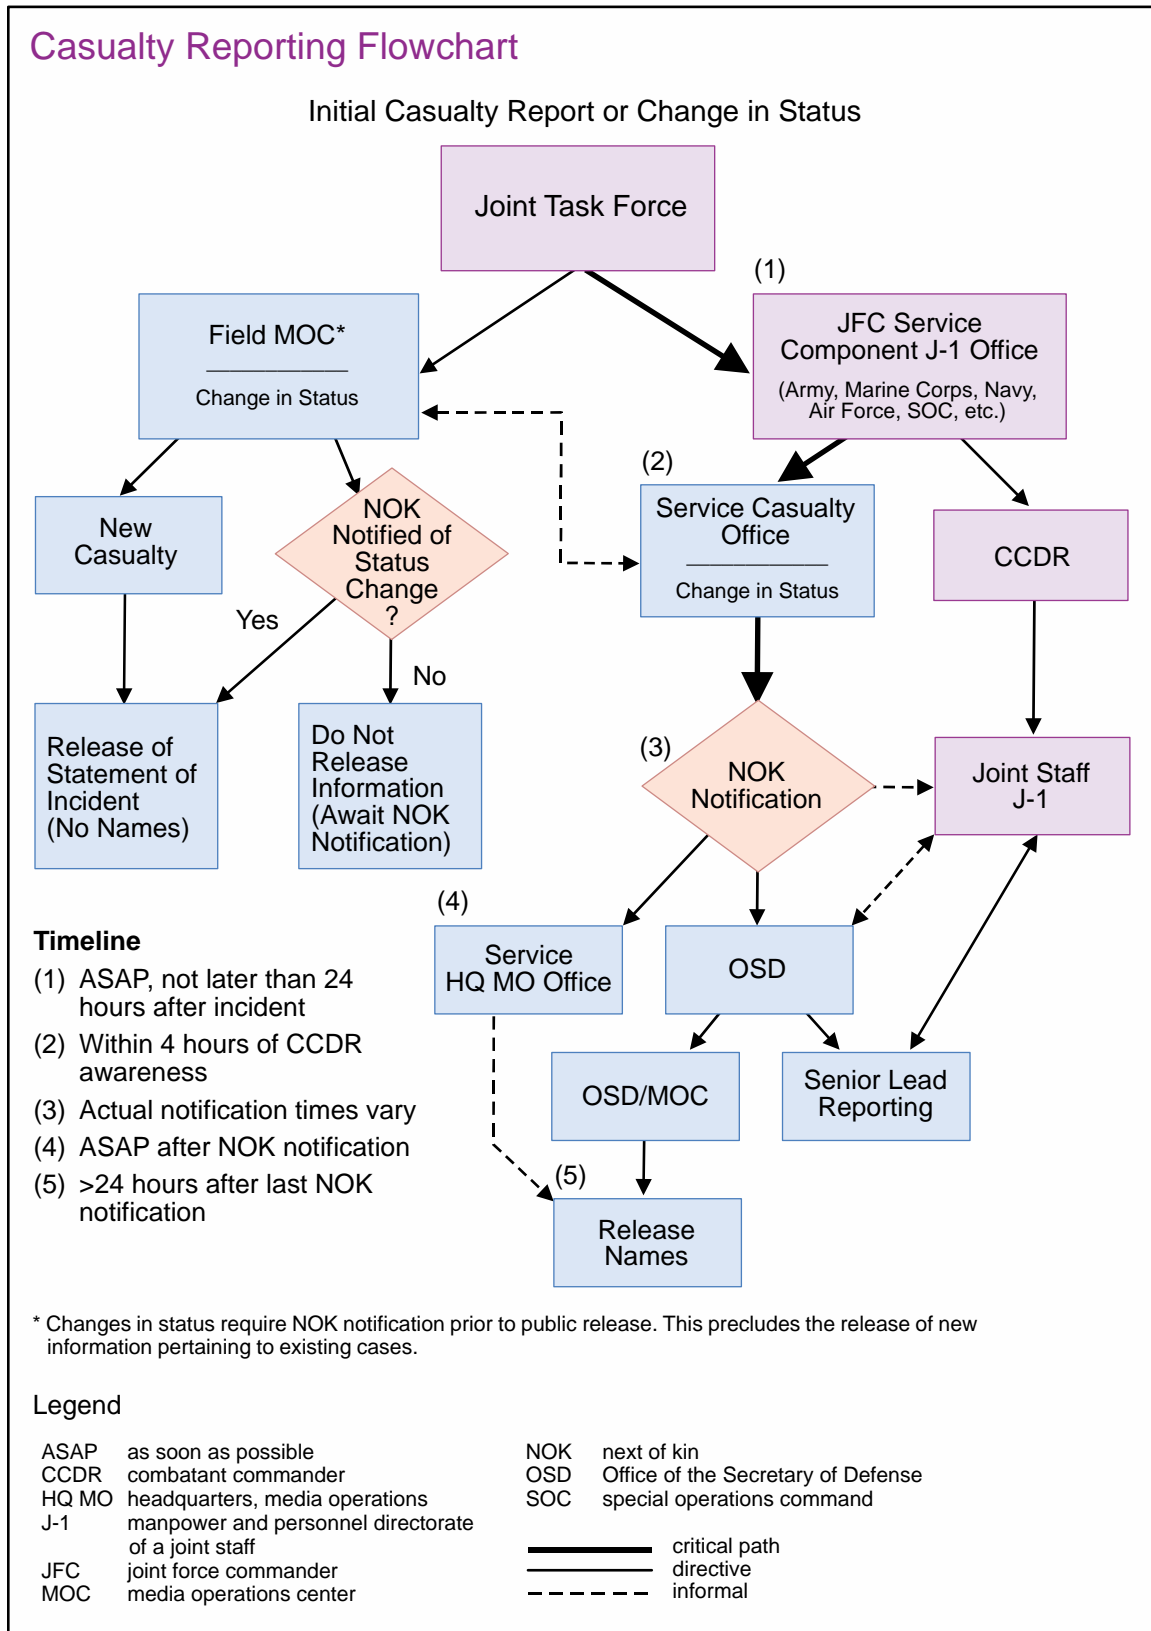 Casualty Reporting Flowchart
Initial Casualty Report or Change in Status
Joint Task Force
(1)
Field MOC*
Change in Status
JFC Service
Component J-1 Office
(Army, Marine Corps, Navy,
Air Force, SOC, etc.)
(2)
New
Casualty
NOK
Notified of
Status
Change
?
Service Casualty
Office
Change in Status
CCDR
Yes
No
Release of
Statement of
Incident
(No Names)
Do Not
Release
Information
(Await NOK
Notification)
(3)
NOK
Notification
Joint Staff
J-1
(4)
Service
HQ MO Office
OSD
OSD/MOC
Senior Lead
Reporting
(5)
Release
Names
Timeline
(1) ASAP, not later than 24
hours after incident
(2) Within 4 hours of CCDR
awareness
(3) Actual notification times vary
(4) ASAP after NOK notification
(5) >24 hours after last NOK
notification
* Changes in status require NOK notification prior to public release. This precludes the release of new
information pertaining to existing cases.
Legend
ASAP as soon as possible
CCDR combatant commander
HQ MO headquarters, media operations
J-1 manpower and personnel directorate
of a joint staff
JFC joint force commander
MOC media operations center
NOK next of kin
OSD Office of the Secretary of Defense
SOC special operations command
critical path
directive
informal